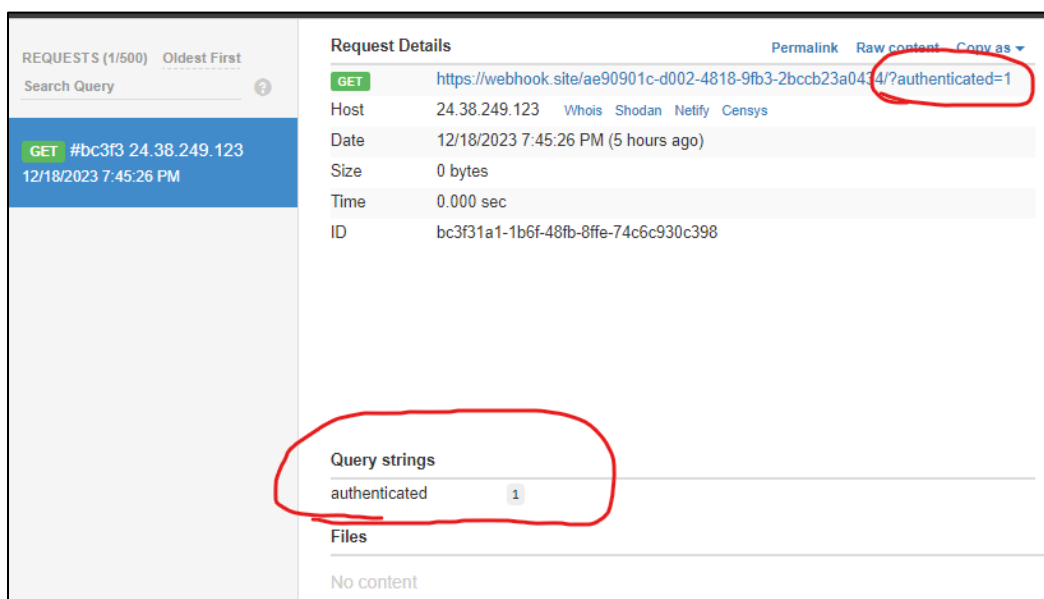 REQUESTS (1/500) Oldest First
Search Query ?
GET #bc3f3 24.38.249.123
12/18/2023 7:45:26 PM
Request Details Permalink Raw content Copy as
GET https://webhook.site/ae90901c-d002-4818-9fb3-2bccb23a0434/?authenticated=1
Host 24.38.249.123 Whois Shodan Netify Censys
Date 12/18/2023 7:45:26 PM (5 hours ago)
Size 0 bytes
Time 0.000 sec
ID bc3f31a1-1b6f-48fb-8ffe-74c6c930c398
Query strings
authenticated 1
Files
No content